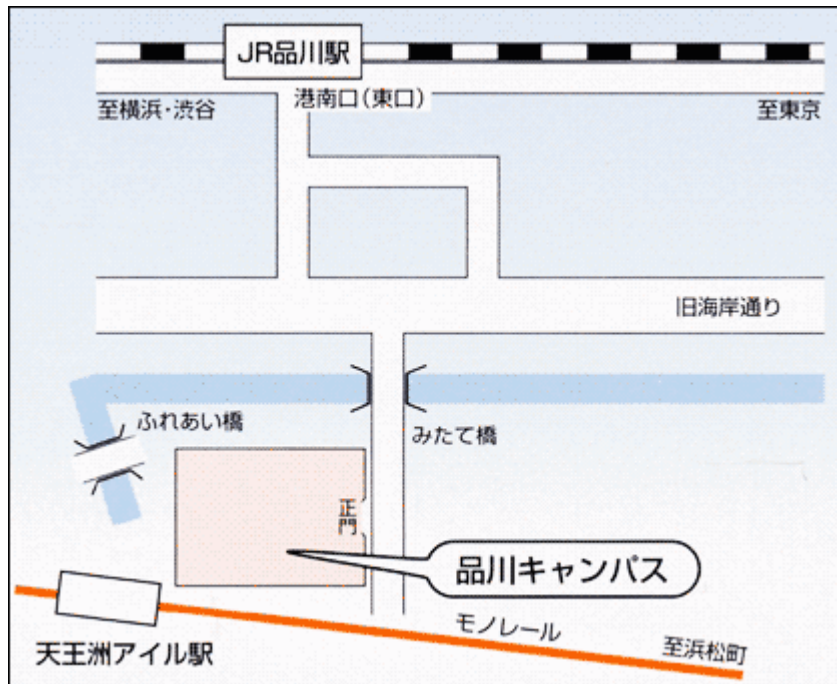 JR品川駅
港南口(東口)
至横浜・渋谷
至東京
旧海岸通り
ふれあい橋
みたて橋
正門
品川キャンパス
モノレール
至浜松町
天王洲アイル駅